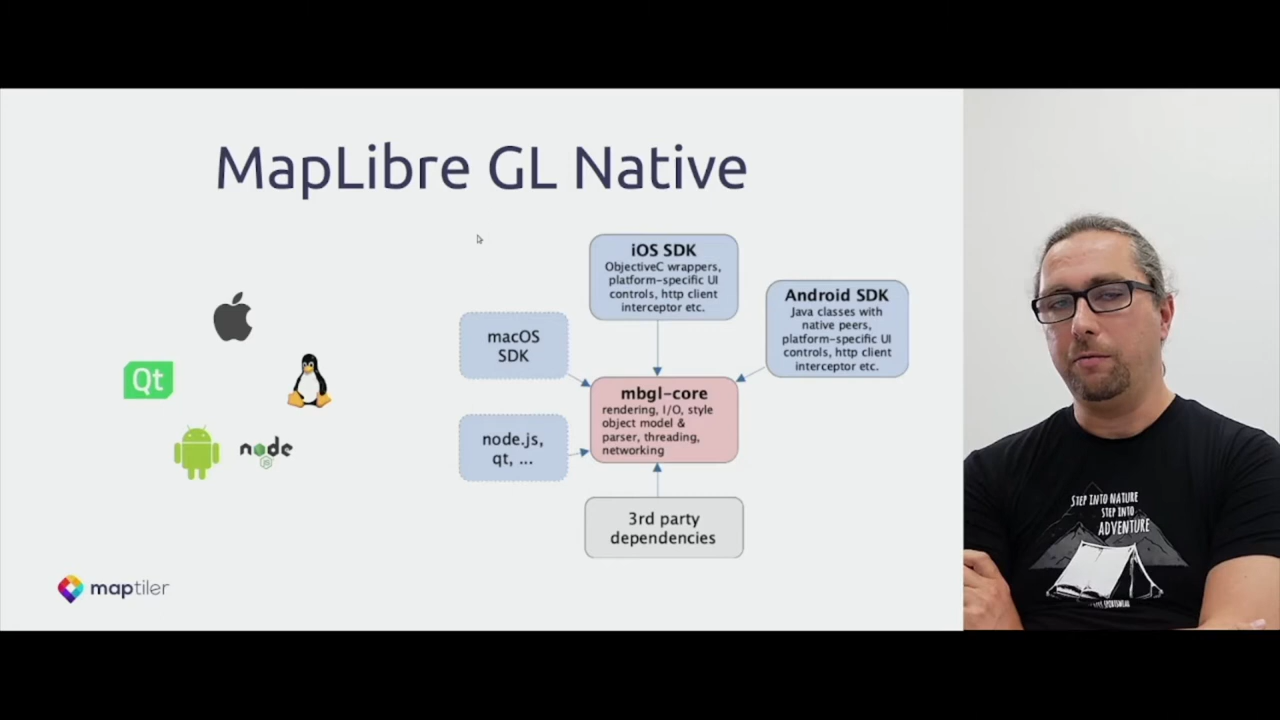 MapLibre GL Native
iOS SDK
ObjectiveC wrappers,
platform-specific UI
controls, http client
interceptor etc.
Android SDK
Java classes with
native peers,
platform-specific UI
controls, http client
interceptor etc.
macOS
SDK
Qt
mbgl-core
rendering, I/O, style
object model &
parser, threading,
networking
node.js,
qt, ...
node
3rd party
dependencies
maptiler
STEP INTO NATURE
STEP INTO
ADVENTURE